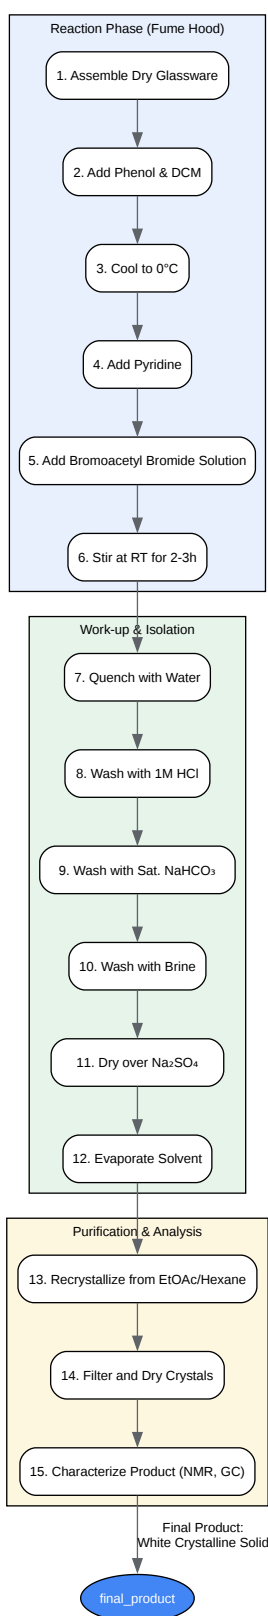 Reaction Phase (Fume Hood)
1. Assemble Dry Glassware
2. Add Phenol & DCM
3. Cool to 0°C
4. Add Pyridine
5. Add Bromoacetyl Bromide Solution
6. Stir at RT for 2-3h
Work-up & Isolation
7. Quench with Water
8. Wash with 1M HCl
9. Wash with Sat. NaHCO₃
10. Wash with Brine
11. Dry over Na₂SO₄
12. Evaporate Solvent
Purification & Analysis
13. Recrystallize from EtOAc/Hexane
14. Filter and Dry Crystals
15. Characterize Product (NMR, GC)
Final Product:
White Crystalline Solid
final_product